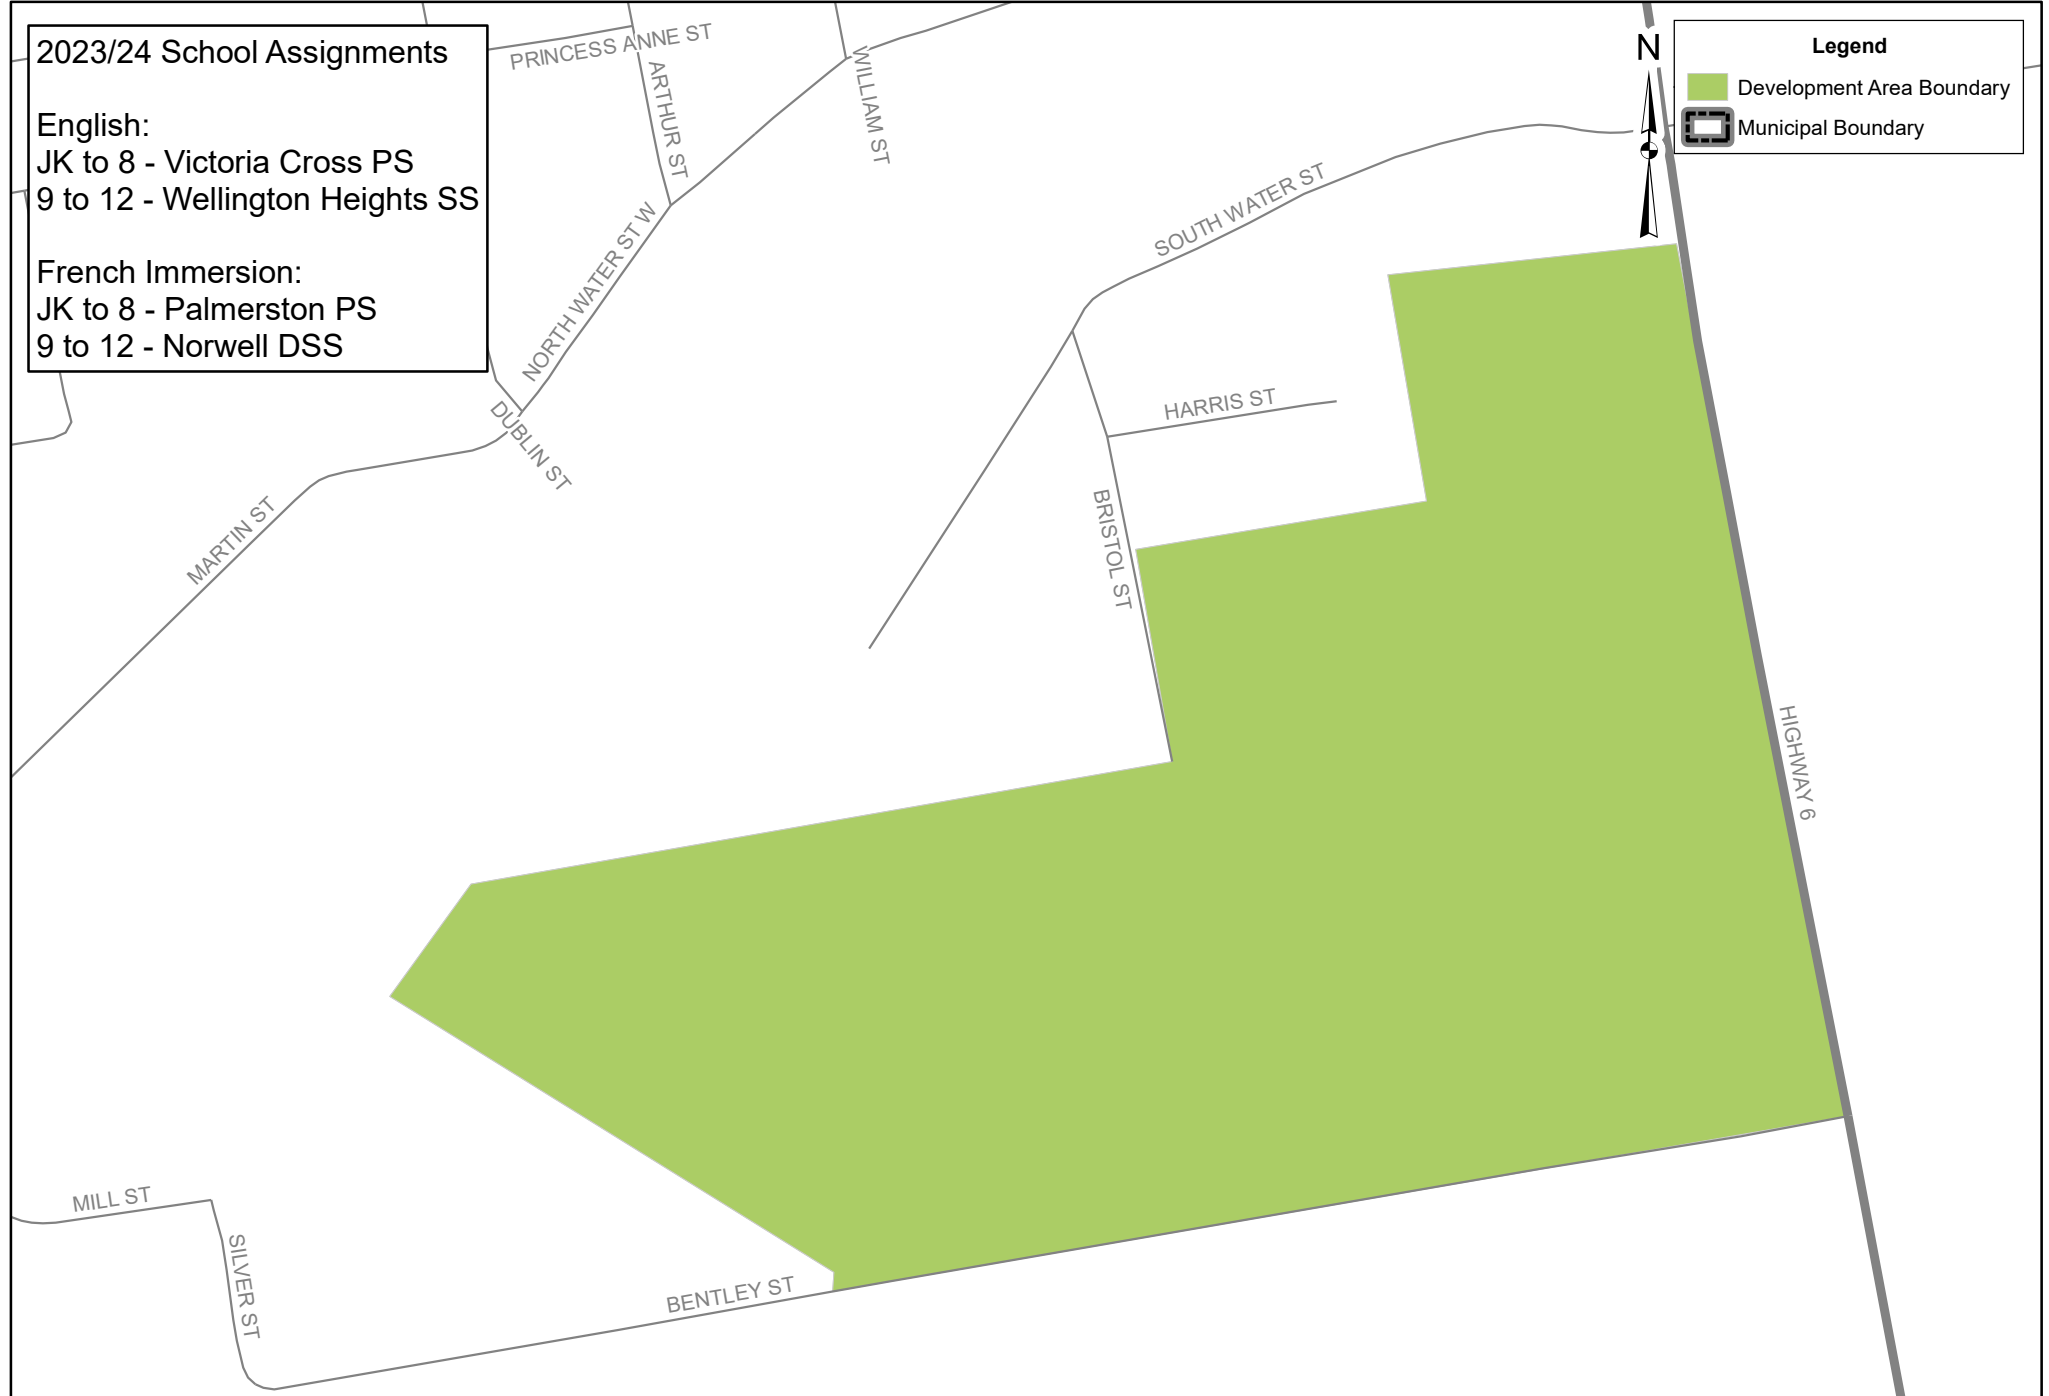 2023/24 School Assignments
English:
JK to 8 - Victoria Cross PS
9 to 12 - Wellington Heights SS
French Immersion:
JK to 8 - Palmerston PS
9 to 12 - Norwell DSS
PRINCESS ANNE ST
ARTHUR ST
WILLIAM ST
N
Legend
Development Area Boundary
Municipal Boundary
SOUTH WATER ST
NORTH WATER ST W
DUBLIN ST
HARRIS ST
MARTIN ST
BRISTOL ST
HIGHWAY 6
MILL ST
SILVER ST
BENTLEY ST